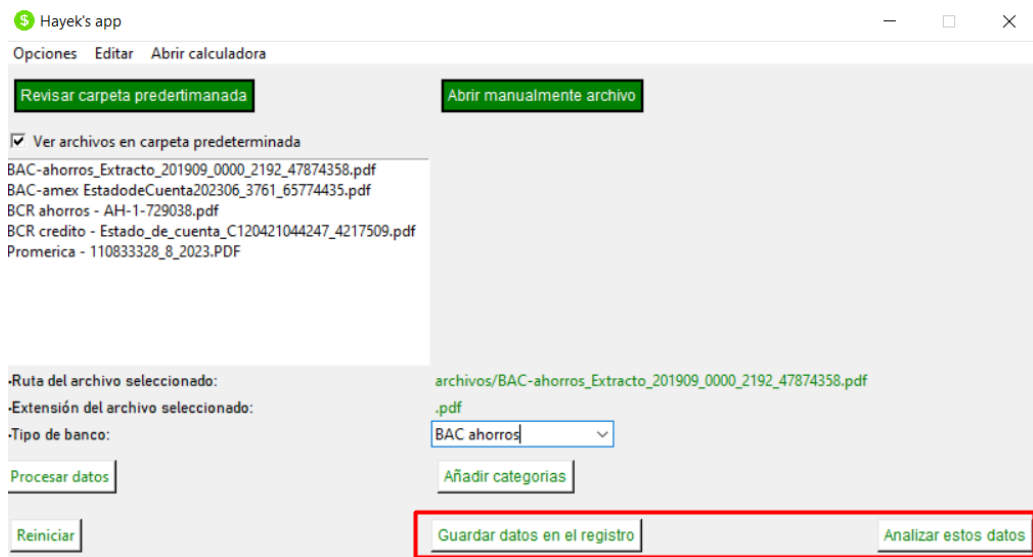 Hayek's app
Opciones Editar Abrir calculadora
Revisar carpeta predertimanada
Abrir manualmente archivo
Ver archivos en carpeta predeterminada
BAC-ahorros_Extracto_201909_0000_2192_47874358.pdf
BAC-amex EstadodeCuenta202306_3761_65774435.pdf
BCR ahorros - AH-1-729038.pdf
BCR credito - Estado_de_cuenta_C120421044247_4217509.pdf
Promerica - 110833328_8_2023.PDF
-Ruta del archivo seleccionado: archivos/BAC-ahorros_Extracto_201909_0000_2192_47874358.pdf
-Extensión del archivo seleccionado: .pdf
-Tipo de banco: BAC ahorros
Procesar datos
Añadir categorias
Reiniciar
Guardar datos en el registro
Analizar estos datos